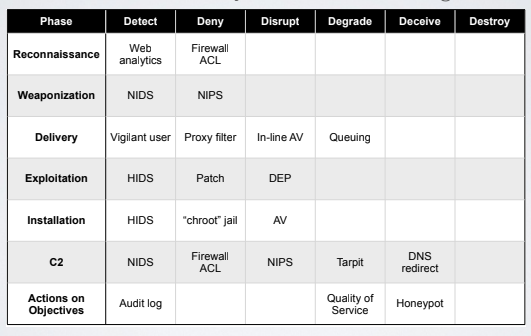 Phase Detect Deny Disrupt Degrade Deceive Destroy
Reconnaissance Web analytics Firewall ACL
Weaponization NIDS NIPS
Delivery Vigilant user Proxy filter In-line AV Queuing
Exploitation HIDS Patch DEP
Installation HIDS “chroot” jail AV
C2 NIDS Firewall ACL NIPS Tarpit DNS redirect
Actions on Objectives Audit log Quality of Service Honeypot